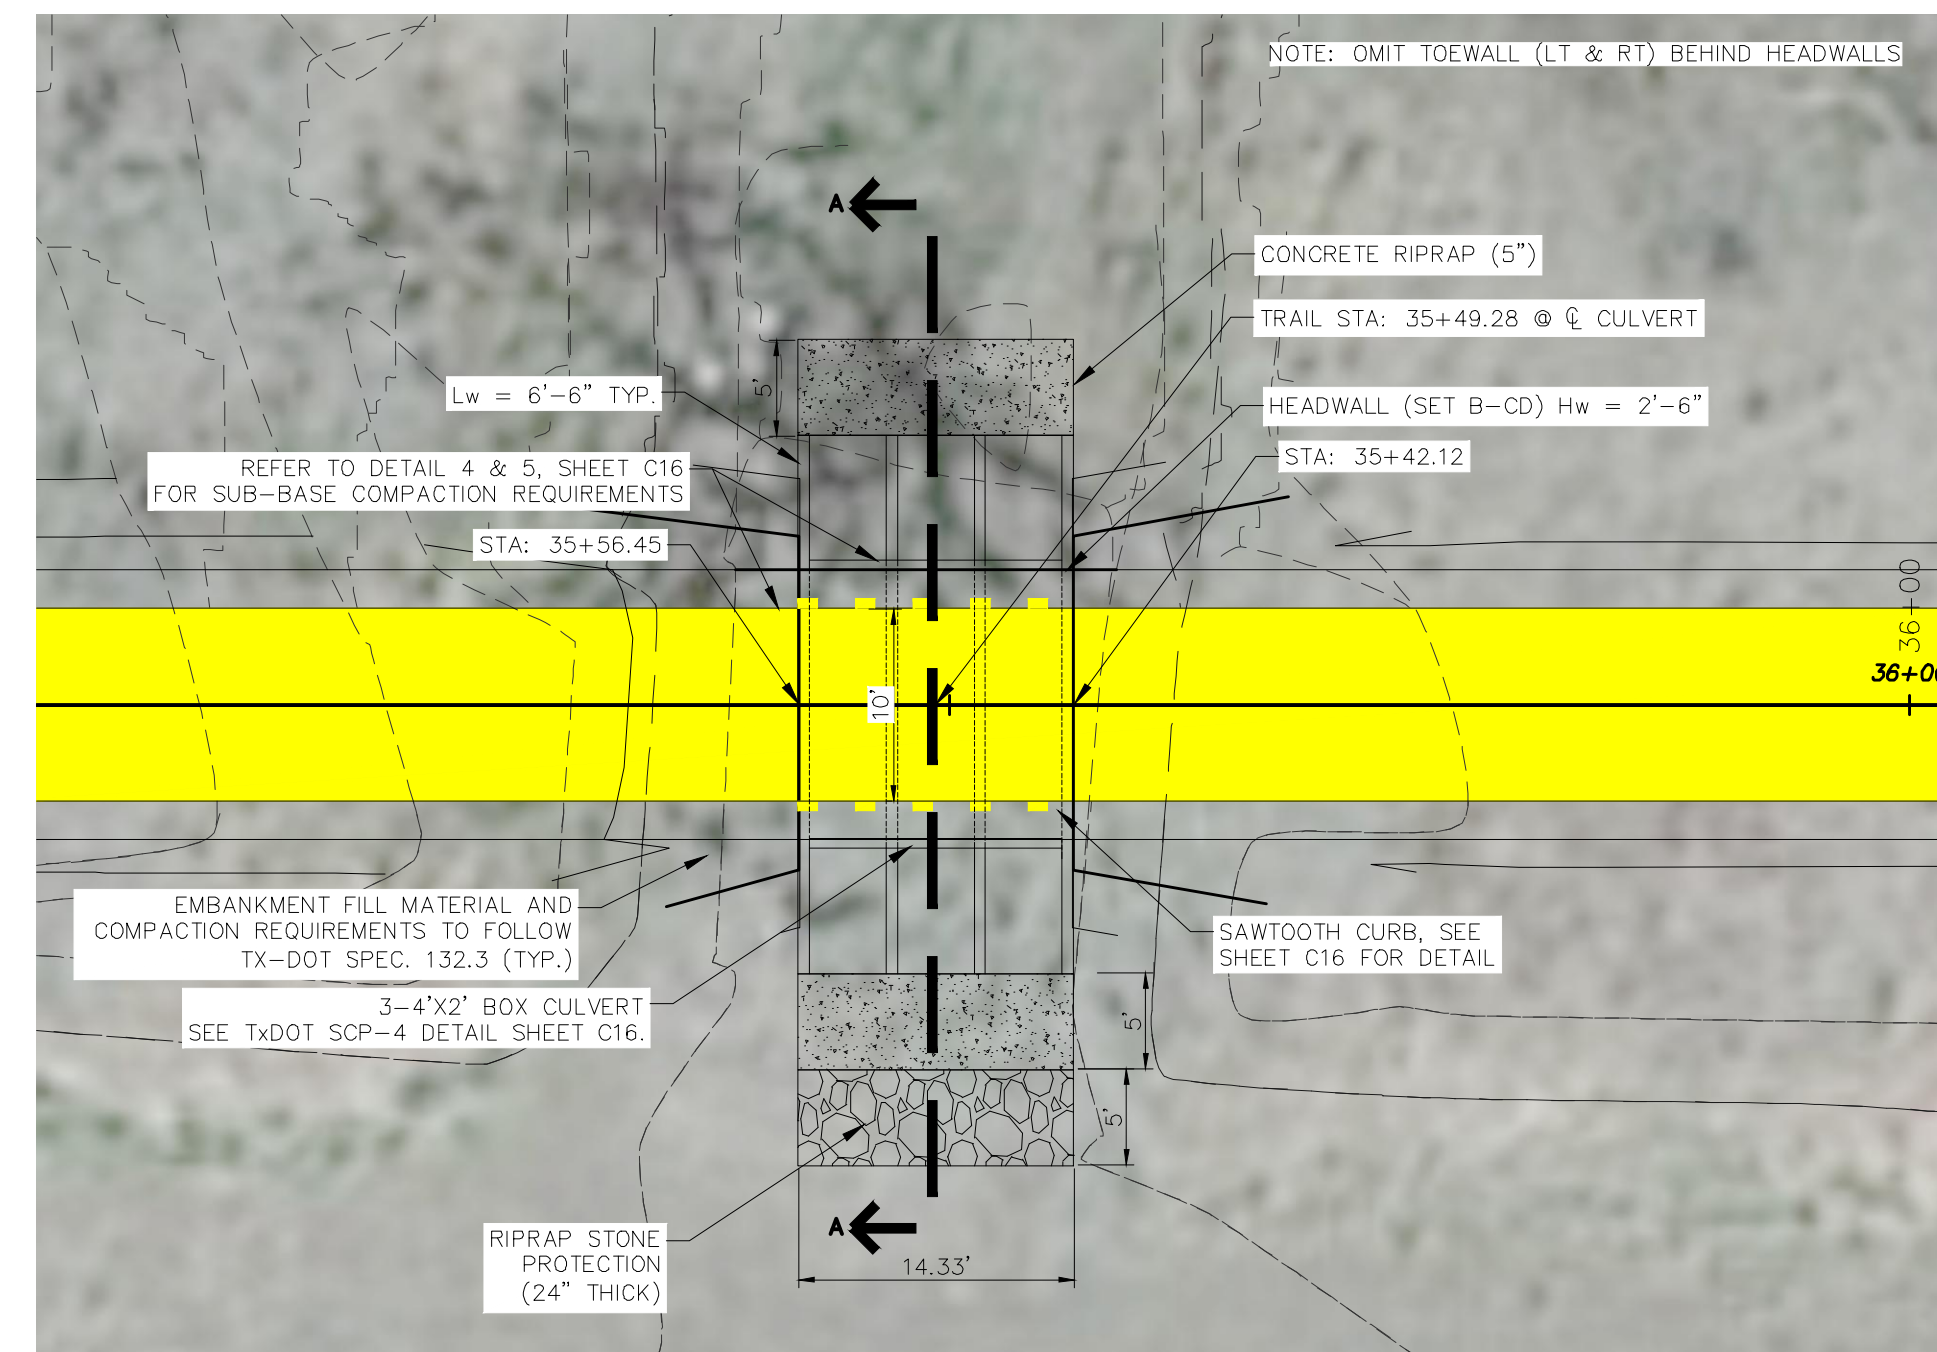 NOTE: OMIT TOEWALL (LT & RT) BEHIND HEADWALLS
A
CONCRETE RIPRAP (5")
TRAIL STA: 35+49.28 @ ℄ CULVERT
5'
Lw = 6'-6" TYP.
HEADWALL (SET B-CD) Hw = 2'-6"
STA: 35+42.12
REFER TO DETAIL 4 & 5, SHEET C16
FOR SUB-BASE COMPACTION REQUIREMENTS
STA: 35+56.45
36+00
36+00
10'
EMBANKMENT FILL MATERIAL AND
COMPACTION REQUIREMENTS TO FOLLOW
TX-DOT SPEC. 132.3 (TYP.)
SAWTOOTH CURB, SEE
SHEET C16 FOR DETAIL
3-4'X2' BOX CULVERT
SEE TxDOT SCP-4 DETAIL SHEET C16.
5'
5'
RIPRAP STONE
PROTECTION
(24" THICK)
A
14.33'